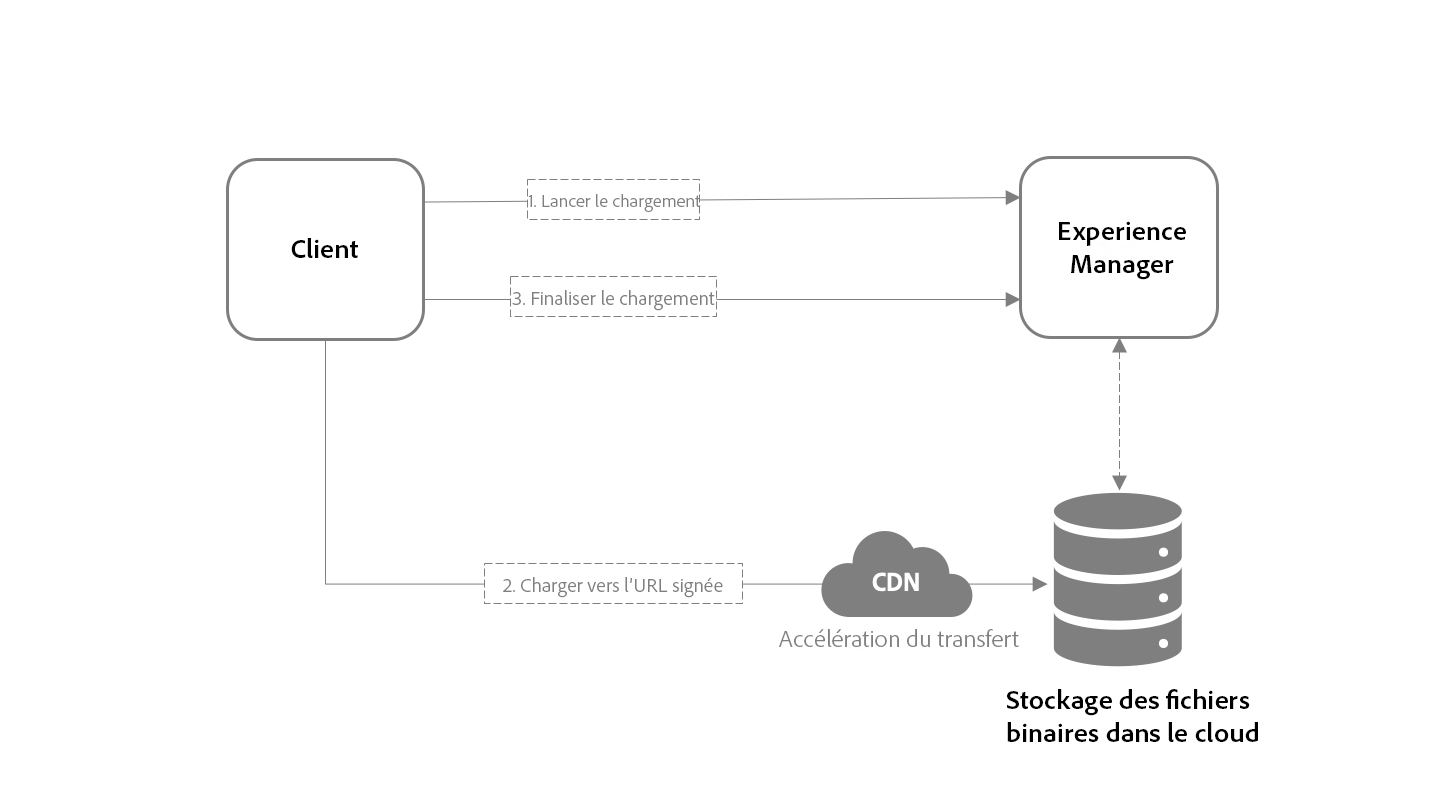 1. Lancer le chargement
Client
Experience
Manager
3. Finaliser le chargement
2. Charger vers l’URL signée
CDN
Accélération du transfert
Stockage des fichiers
binaires dans le cloud